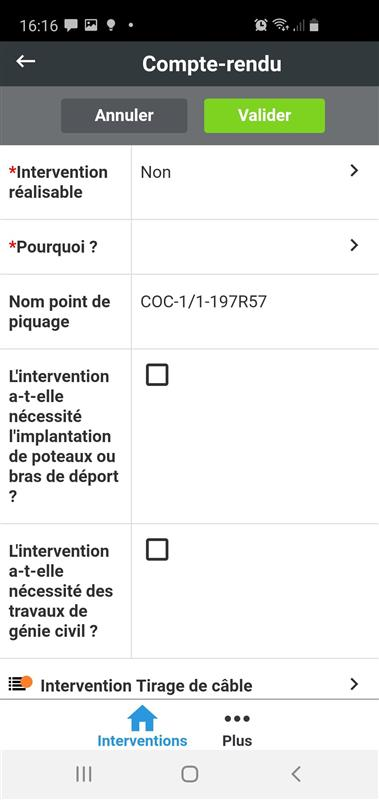 16:16
Compte-rendu
Annuler
Valider
*Intervention
réalisable
Non
*Pourquoi ?
Nom point de
piquage
COC-1/1-197R57
L'intervention
a-t-elle
nécessité
l'implantation
de poteaux ou
bras de déport
?
L'intervention
a-t-elle
nécessité des
travaux de
génie civil ?
Intervention Tirage de câble
Interventions
Plus